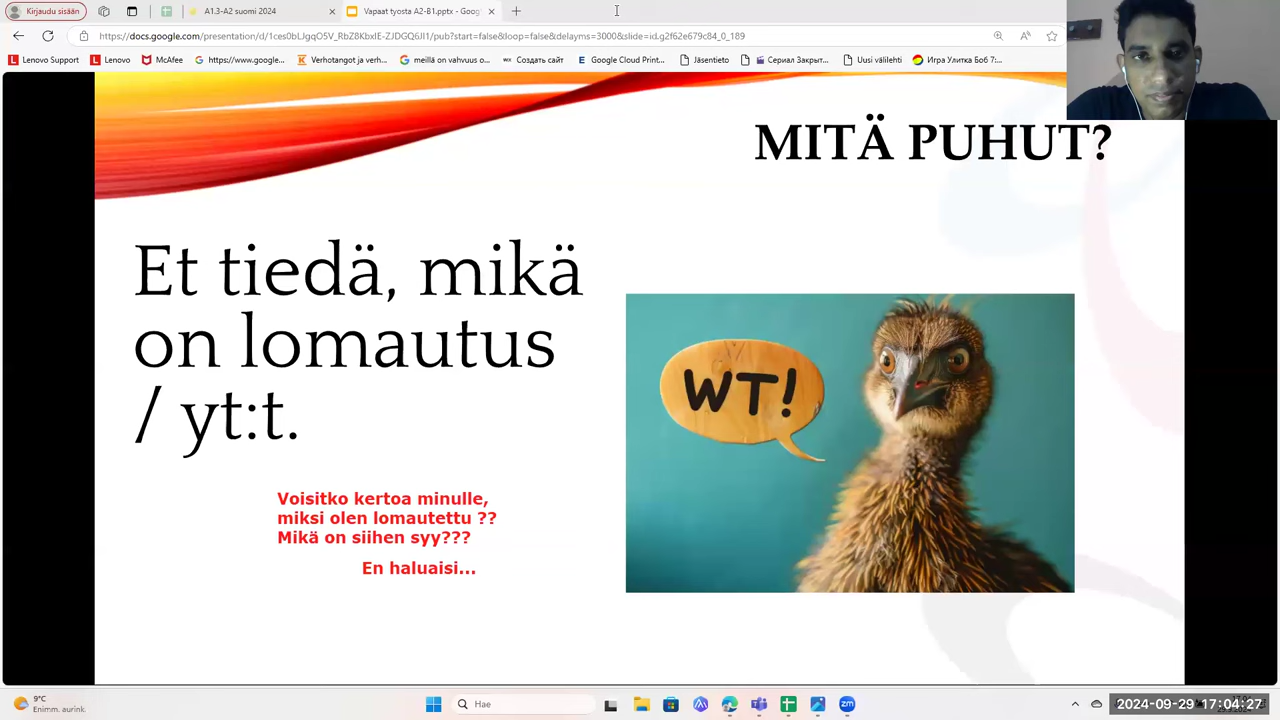 Kirjaudu sisään
A1.3-A2 suomi 2024
Vapaat tyosta A2-B1.pptx - Goog
https://docs.google.com/presentation/d/1ces0bLJgqO5V_RbZ8KbvIE-ZJDGQ6JI1/pub?start=false&loop=false&delayms=3000&slide=id.g2f62e679c84_0_189
Lenovo Support
Lenovo
McAfee
https://www.google...
Verhotangot ja verh...
meillä on vahvuus o...
Создать сайт
Google Cloud Print...
Jäsentieto
Сериал Закрыт...
Uusi välilehti
Игра Улитка Боб 7:...
MITÄ PUHUT?
Et tiedä, mikä
on lomautus
/ yt:t.
WT!
Voisitko kertoa minulle,
miksi olen lomautettu ??
Mikä on siihen syy???
En haluaisi...
9°C
Enimm. aurink.
Hae
2024-09-29 17:04:27